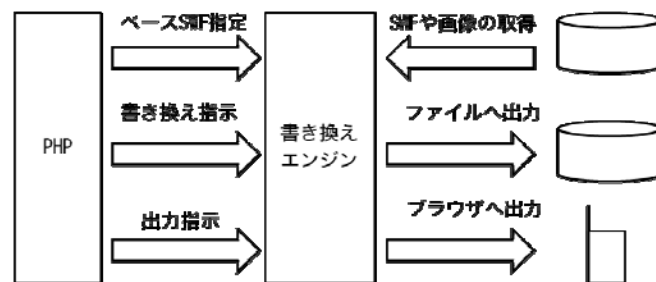 ベースSWF指定
SWFや画像の取得
PHP
書き換え指示
書き換え
エンジン
ファイルへ出力
出力指示
ブラウザへ出力